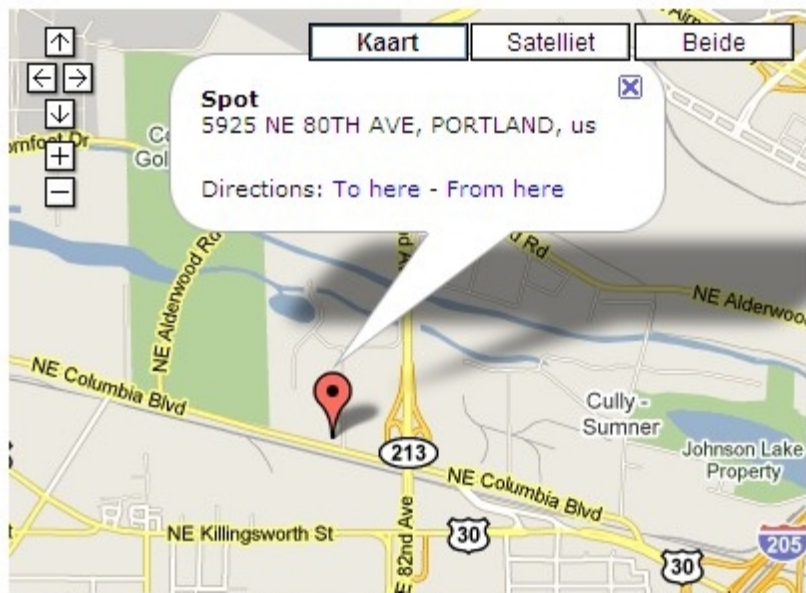 Kaart
Satelliet
Beide
Spot
5925 NE 80TH AVE, PORTLAND, us
Directions: To here - From here
NE Alderwood Rd
NE Alderwood
NE Columbia Blvd
213
Cully -
Sumner
Johnson Lake
Property
NE Columbia Blvd
NE Killingsworth St
NE 82nd Ave
30
30
205